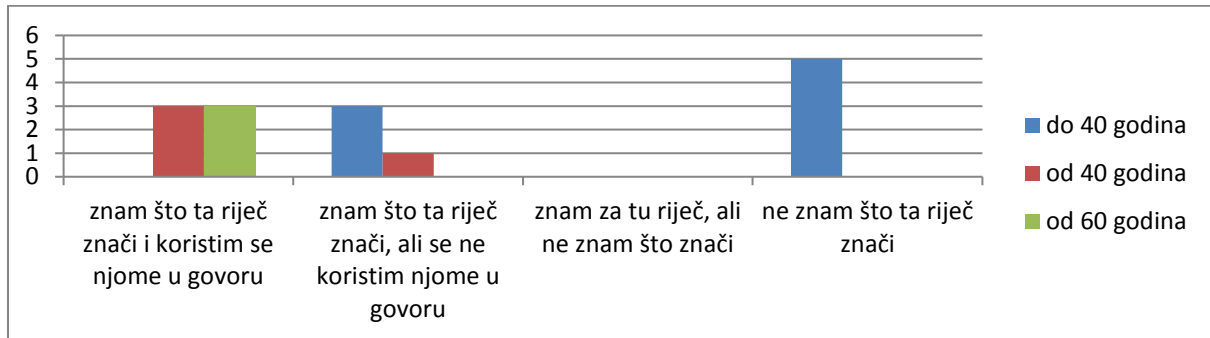 6
5
4
3
2
1
0
znam što ta riječ
znači i koristim se
njome u govoru
znam što ta riječ
znači, ali se ne
koristim njome u
govoru
znam za tu riječ, ali
ne znam što znači
ne znam što ta riječ
znači
do 40 godina
od 40 godina
od 60 godina